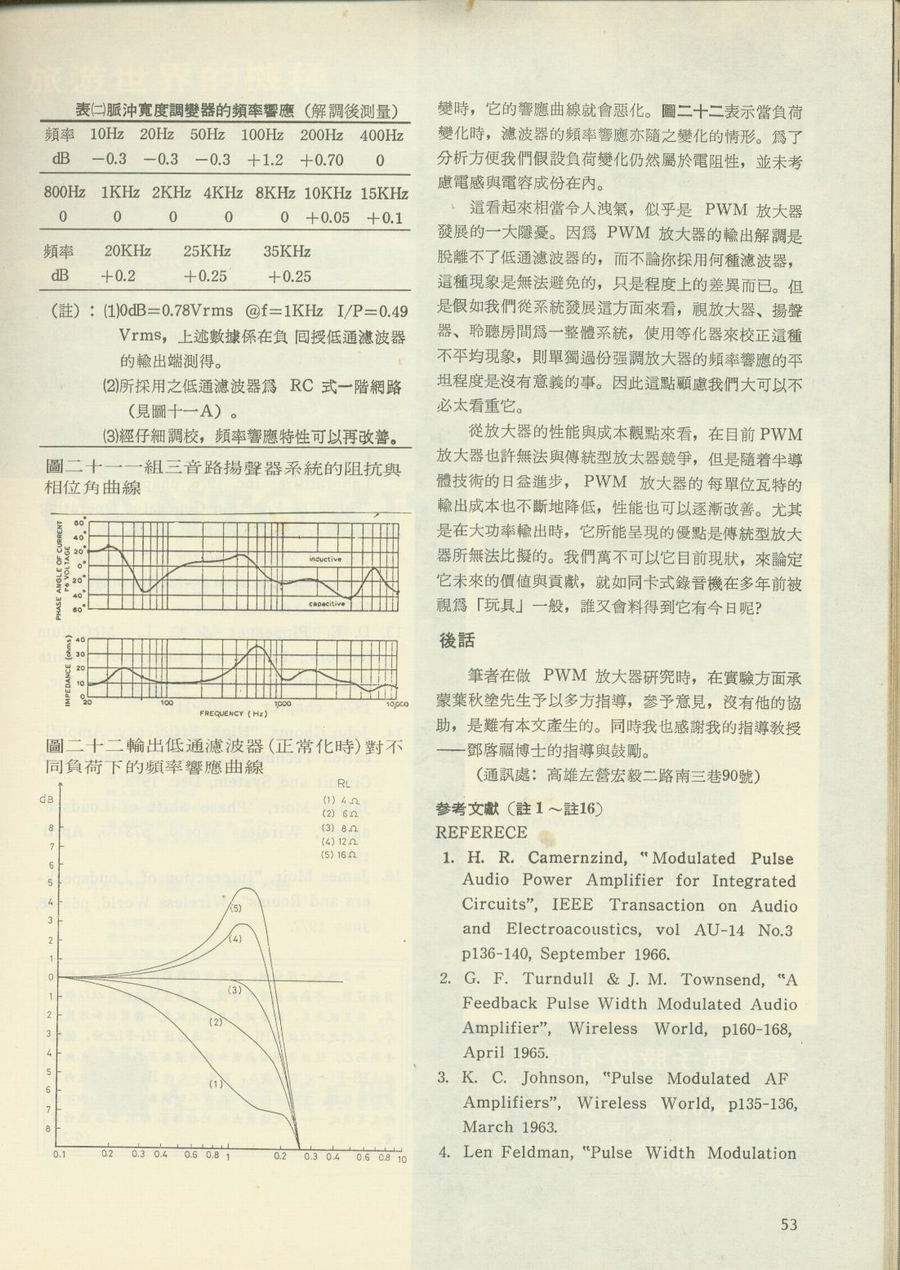 表㈡脈沖寬度調變器的頻率響應（解調後測量）
頻率 10Hz 20Hz 50Hz 100Hz 200Hz 400Hz
dB －0.3 －0.3 －0.3 ＋1.2 ＋0.70 0
800Hz 1KHz 2KHz 4KHz 8KHz 10KHz 15KHz
0 0 0 0 0 ＋0.05 ＋0.1
頻率 20KHz 25KHz 35KHz
dB ＋0.2 ＋0.25 ＋0.25
（註）：⑴0dB＝0.78Vrms @f＝1KHz I/P＝0.49
Vrms，上述數據係在負 回授低通濾波器
的輸出端測得。
⑵所採用之低通濾波器爲 RC 式一階網路
（見圖十一A）。
⑶經仔細調校，頻率響應特性可以再改善。
圖二十一一組三音路揚聲器系統的阻抗與
相位角曲線
PHASE ANGLE OF CURRENT
re VOLTAGE
60°
40°
20°
0°
20°
40°
60°
inductive
capacitive
IMPEDANCE (ohms)
40
30
20
10
0
20 100 1,000 10,000
FREQUENCY (Hz)
圖二十二輸出低通濾波器(正常化時)對不
同負荷下的頻率響應曲線
dB
RL
(1) 4Ω
(2) 6Ω
(3) 8Ω
(4) 12Ω
(5) 16Ω
8
7
6
5
4
3
2
1
0
1
2
3
4
5
6
7
8
(5)
(4)
(3)
(2)
(1)
0.1 0.2 0.3 0.4 0.6 0.8 1 0.2 0.3 0.4 0.6 0.8 10
變時，它的響應曲線就會惡化。圖二十二表示當負荷
變化時，濾波器的頻率響應亦隨之變化的情形。爲了
分析方便我們假設負荷變化仍然屬於電阻性，並未考
慮電感與電容成份在內。
這看起來相當令人洩氣，似乎是 PWM 放大器
發展的一大隱憂。因爲 PWM 放大器的輸出解調是
脫離不了低通濾波器的，而不論你採用何種濾波器，
這種現象是無法避免的，只是程度上的差異而已。但
是假如我們從系統發展這方面來看，視放大器、揚聲
器、聆聽房間爲一整體系統，使用等化器來校正這種
不平均現象，則單獨過份强調放大器的頻率響應的平
坦程度是沒有意義的事。因此這點顧慮我們大可以不
必太看重它。
從放大器的性能與成本觀點來看，在目前 PWM
放大器也許無法與傳統型放太器競爭，但是隨着半導
體技術的日益進步，PWM 放大器的 每單位瓦特的
輸出成本也不斷地降低，性能也可以逐漸改善。尤其
是在大功率輸出時，它所能呈現的優點是傳統型放大
器所無法比擬的。我們萬不可以它目前現狀，來論定
它未來的價值與貢獻，就如同卡式錄音機在多年前被
視爲「玩具」一般，誰又會料得到它有今日呢?
後話
筆者在做 PWM 放大器研究時，在實驗方面承
蒙葉秋塗先生予以多方指導，參予意見，沒有他的協
助，是難有本文產生的。同時我也感謝我的指導敎授
——鄧啓福博士的指導與鼓勵。
（通訊處：高雄左營宏毅二路南三巷90號）
參考文獻（註1～註16）
REFERECE
1. H. R. Camernzind, "Modulated Pulse
Audio Power Amplifier for Integrated
Circuits", IEEE Transaction on Audio
and Electroacoustics, vol AU-14 No.3
p136-140, September 1966.
2. G. F. Turndull & J. M. Townsend, "A
Feedback Pulse Width Modulated Audio
Amplifier", Wireless World, p160-168,
April 1965.
3. K. C. Johnson, "Pulse Modulated AF
Amplifiers", Wireless World, p135-136,
March 1963.
4. Len Feldman, "Pulse Width Modulation
53